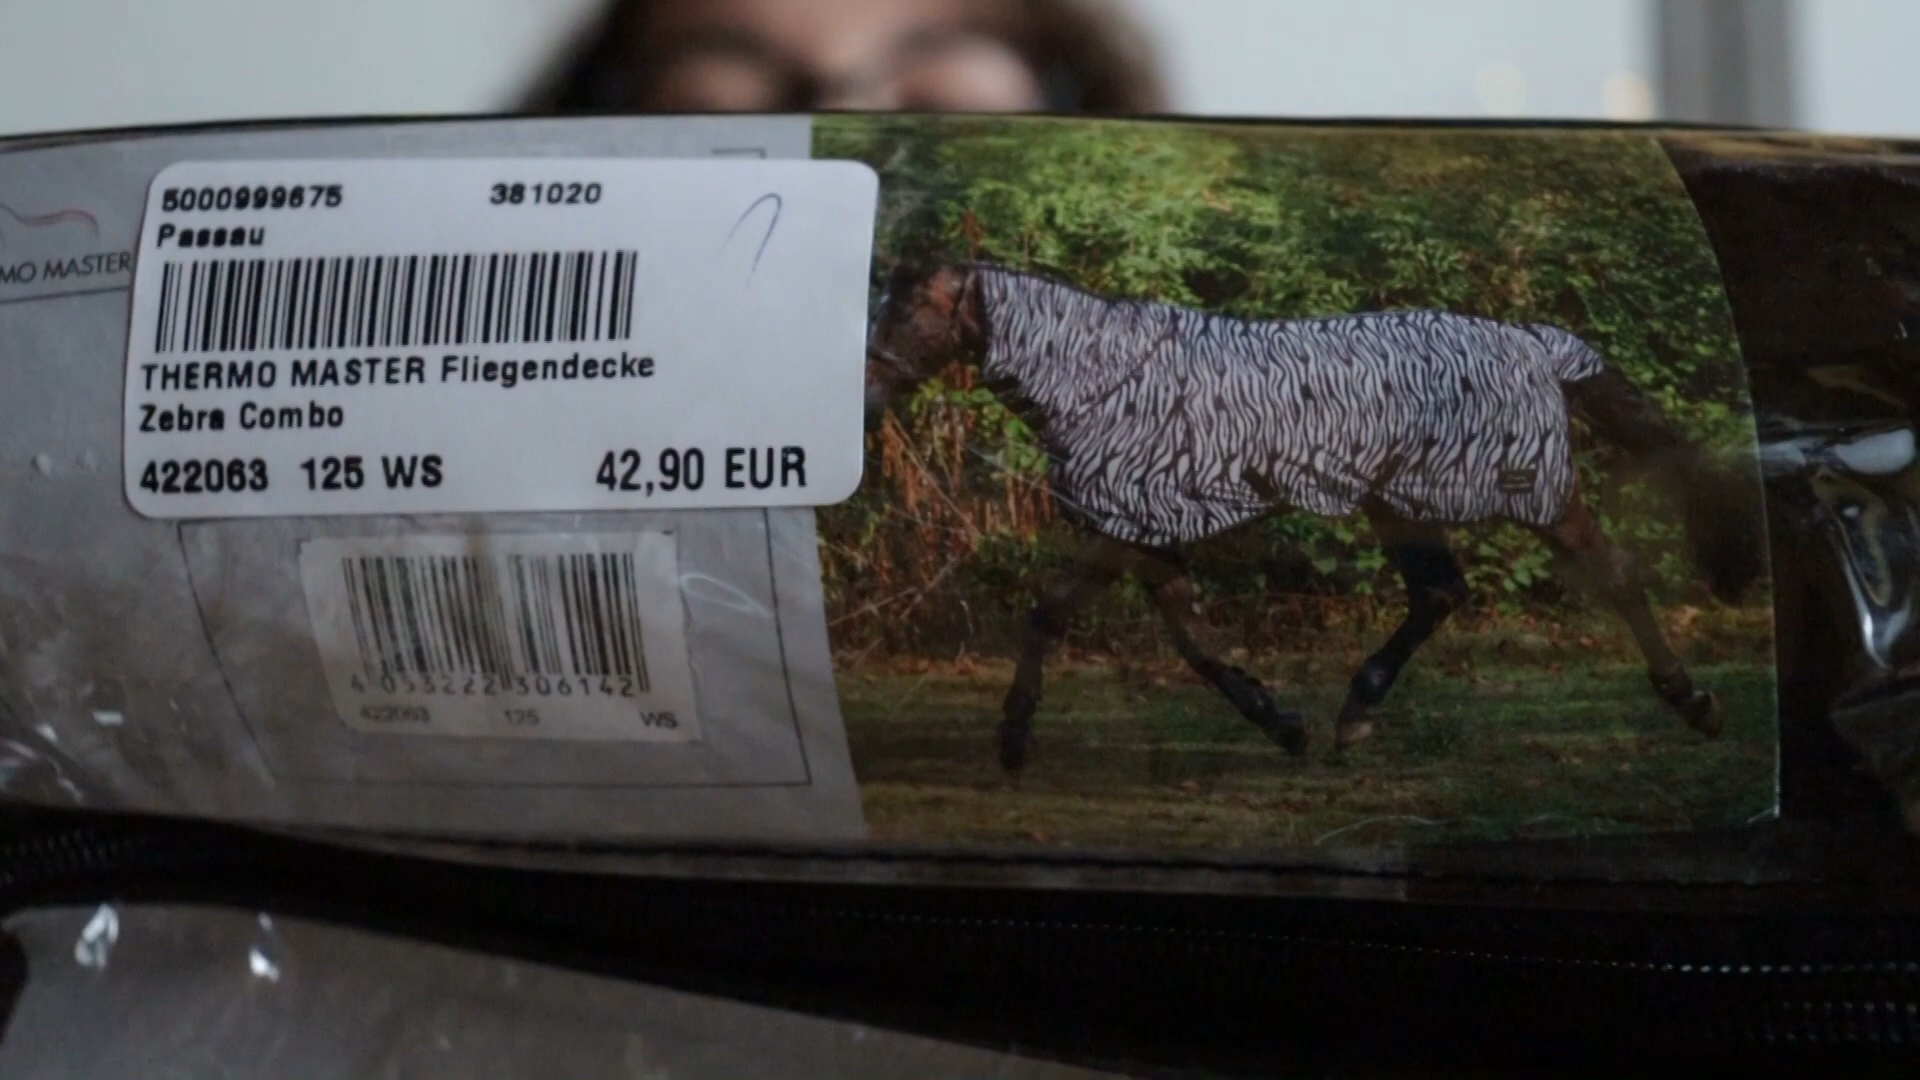 5000999675 381020
Passau
MO MASTER
THERMO MASTER Fliegendecke
Zebra Combo
422063 125 WS 42,90 EUR
4 053222 306142
422063 125 WS